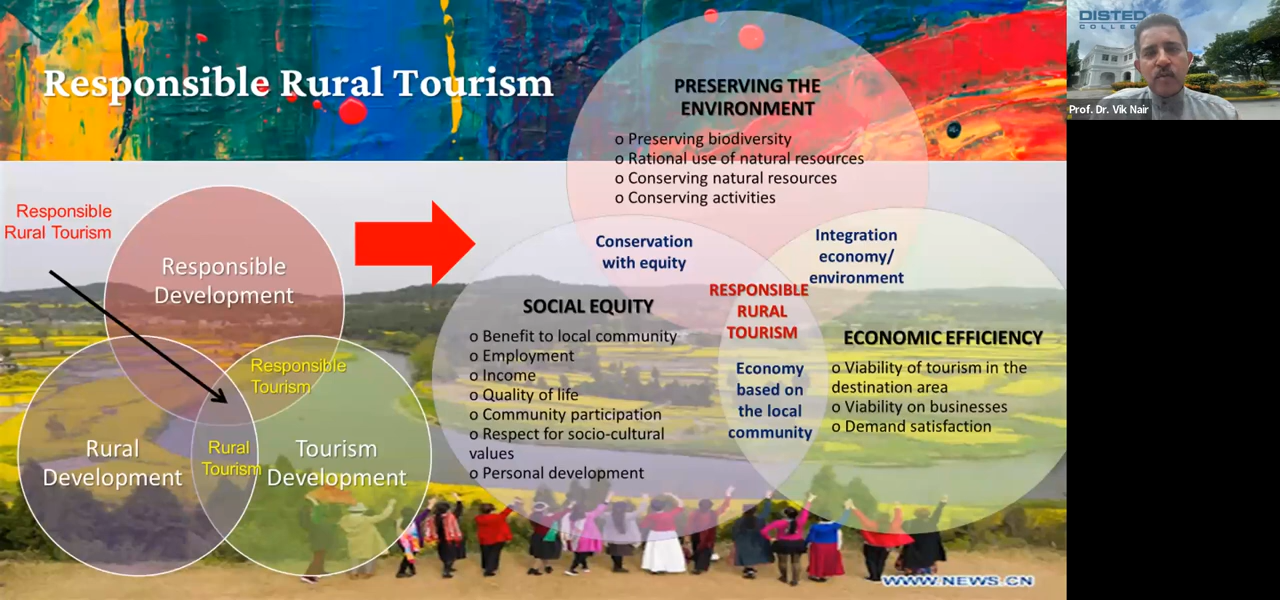 Responsible Rural Tourism
DISTED
COLLEGE
Prof. Dr. Vik Nair
Responsible
Rural Tourism
Responsible
Development
Responsible
Tourism
Rural
Development
Rural
Tourism
Tourism
Development
PRESERVING THE
ENVIRONMENT
o Preserving biodiversity
o Rational use of natural resources
o Conserving natural resources
o Conserving activities
Conservation
with equity
Integration
economy/
environment
RESPONSIBLE
RURAL
TOURISM
SOCIAL EQUITY
o Benefit to local community
o Employment
o Income
o Quality of life
o Community participation
o Respect for socio-cultural
values
o Personal development
Economy
based on
the local
community
ECONOMIC EFFICIENCY
o Viability of tourism in the
destination area
o Viability on businesses
o Demand satisfaction
WWW.NEWS.CN